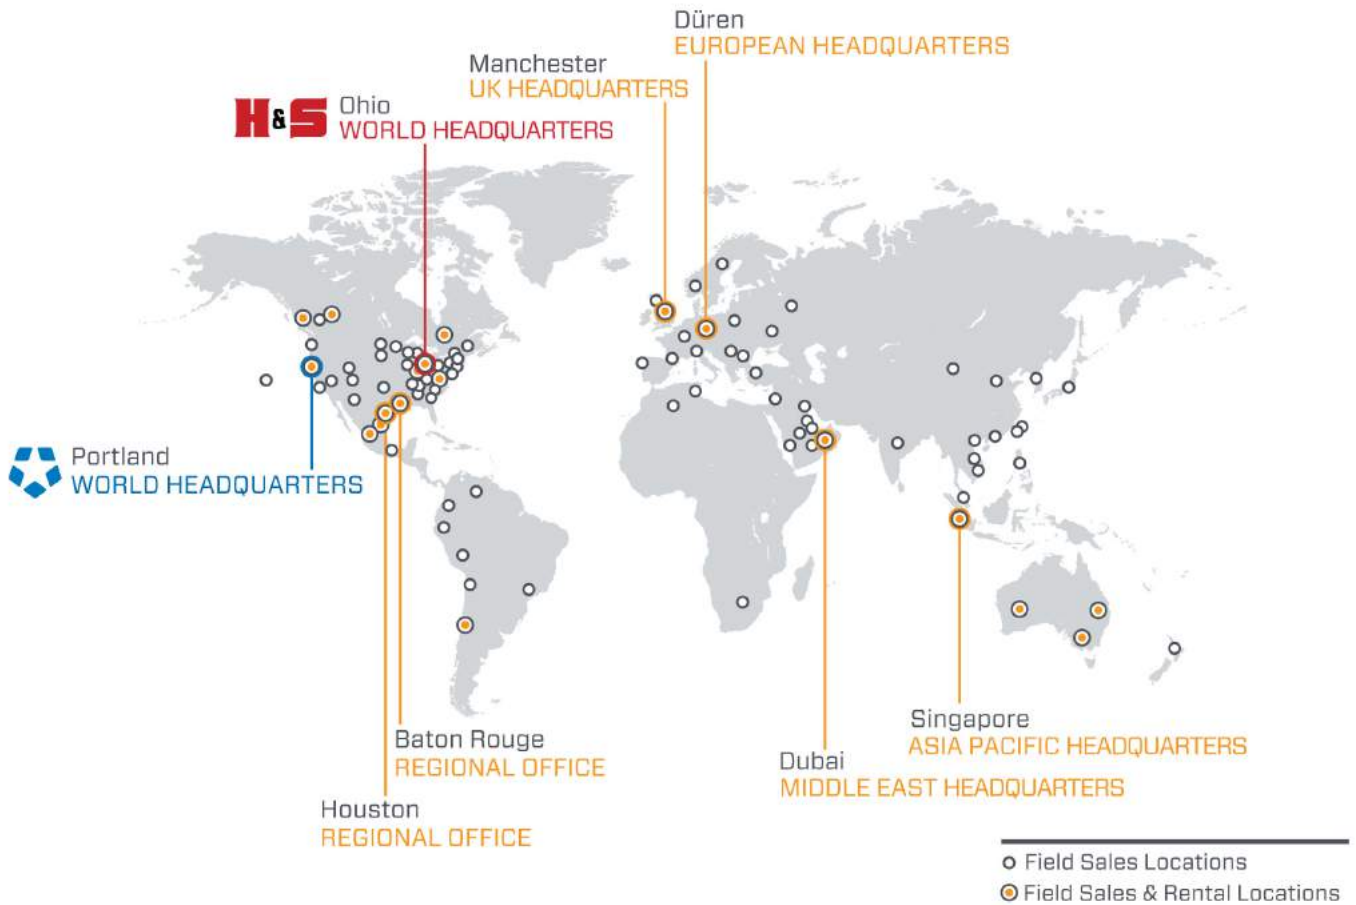 Düren
EUROPEAN HEADQUARTERS
Manchester
UK HEADQUARTERS
H&S
Ohio
WORLD HEADQUARTERS
Portland
WORLD HEADQUARTERS
Baton Rouge
REGIONAL OFFICE
Houston
REGIONAL OFFICE
Singapore
ASIA PACIFIC HEADQUARTERS
Dubai
MIDDLE EAST HEADQUARTERS
Field Sales Locations
Field Sales & Rental Locations